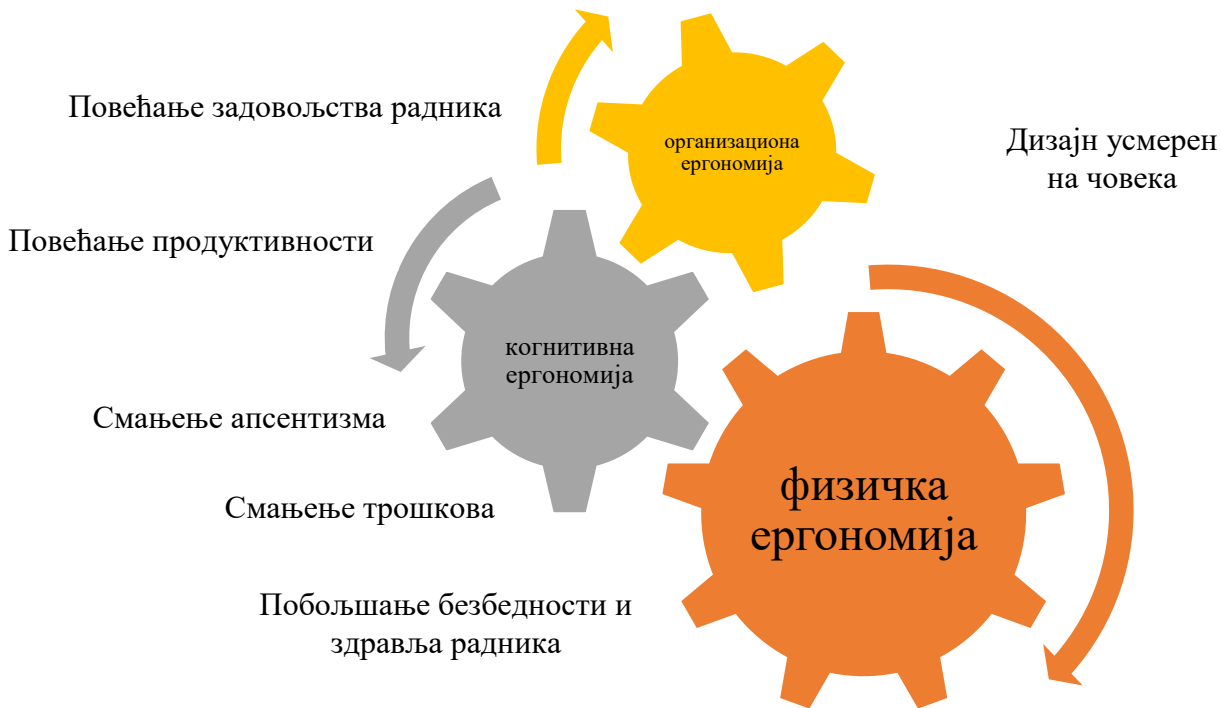 Повећање задовољства радника
организациона
ергономија
Дизајн усмерен
на човека
Повећање продуктивности
когнитивна
ергономија
Смањење апсентизма
физичка
ергономија
Смањење трошкова
Побољшање безбедности и
здравља радника